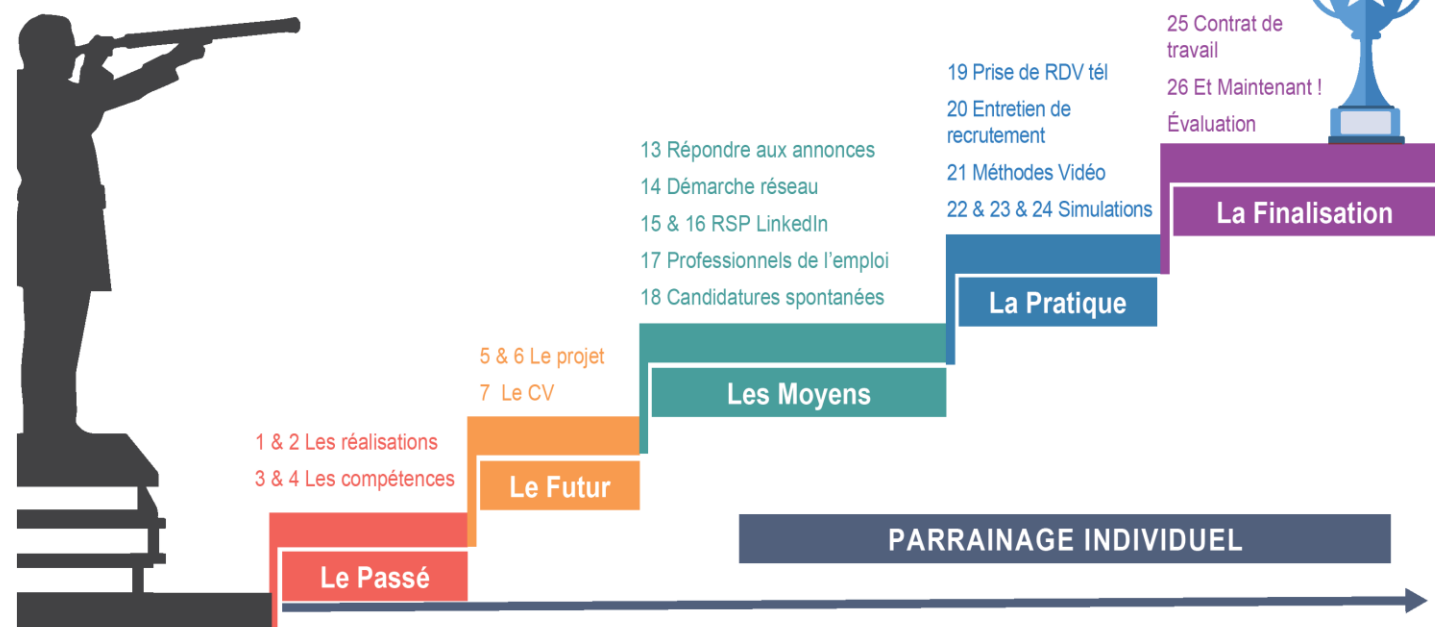 1 & 2 Les réalisations
3 & 4 Les compétences
Le Passé
5 & 6 Le projet
7 Le CV
Le Futur
13 Répondre aux annonces
14 Démarche réseau
15 & 16 RSP LinkedIn
17 Professionnels de l'emploi
18 Candidatures spontanées
Les Moyens
19 Prise de RDV tél
20 Entretien de
recrutement
21 Méthodes Vidéo
22 & 23 & 24 Simulations
La Pratique
25 Contrat de
travail
26 Et Maintenant !
Évaluation
La Finalisation
PARRAINAGE INDIVIDUEL